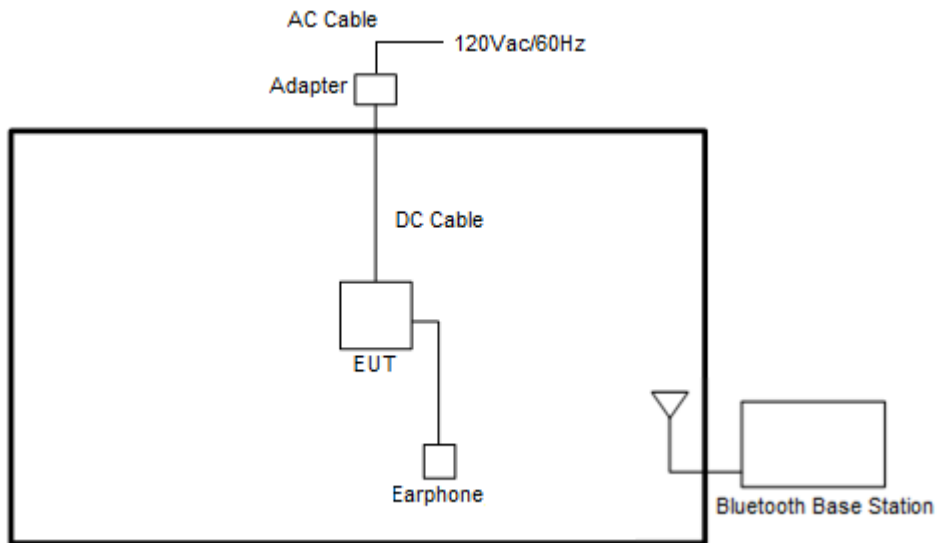 AC Cable
120Vac/60Hz
Adapter
DC Cable
EUT
Earphone
Bluetooth Base Station